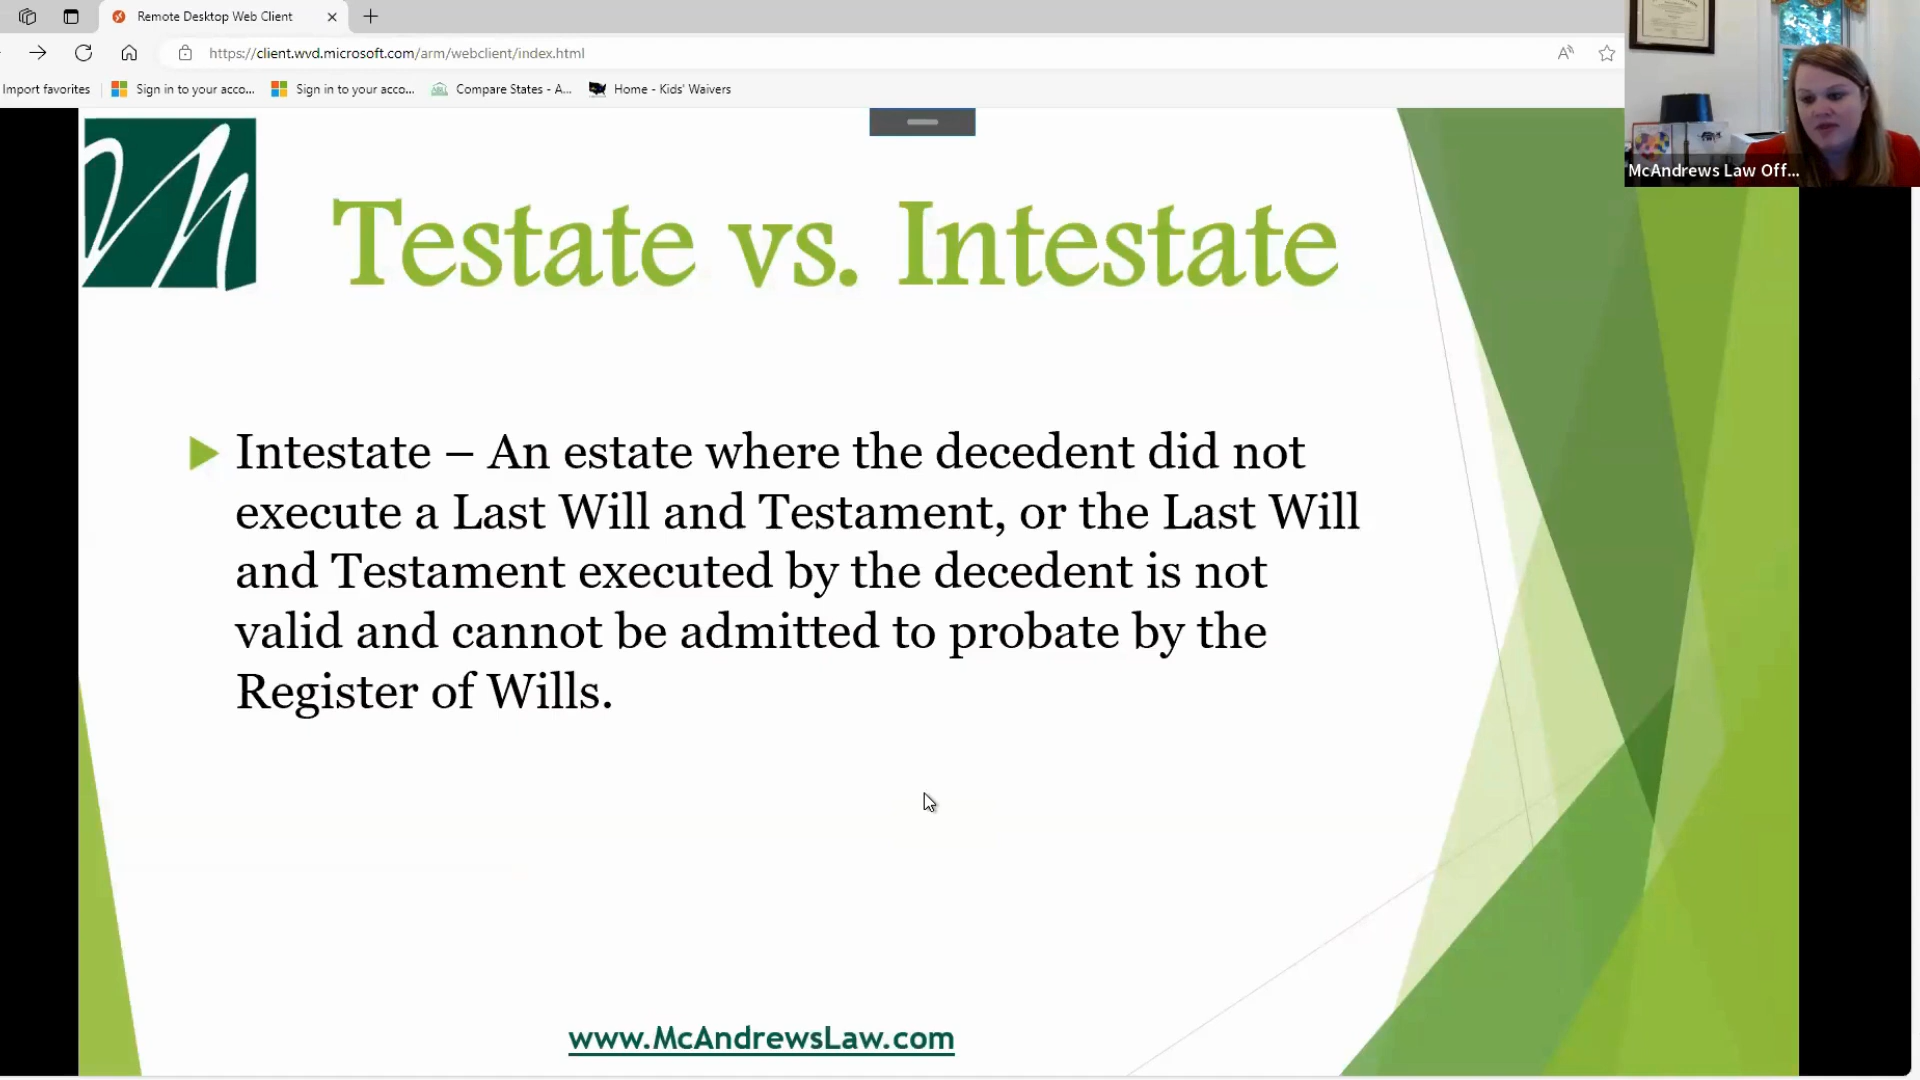 Remote Desktop Web Client
https://client.wvd.microsoft.com/arm/webclient/index.html
Import favorites
Sign in to your acco...
Sign in to your acco...
Compare States - A...
Home - Kids' Waivers
McAndrews Law Off...
Testate vs. Intestate
Intestate – An estate where the decedent did not
execute a Last Will and Testament, or the Last Will
and Testament executed by the decedent is not
valid and cannot be admitted to probate by the
Register of Wills.
www.McAndrewsLaw.com